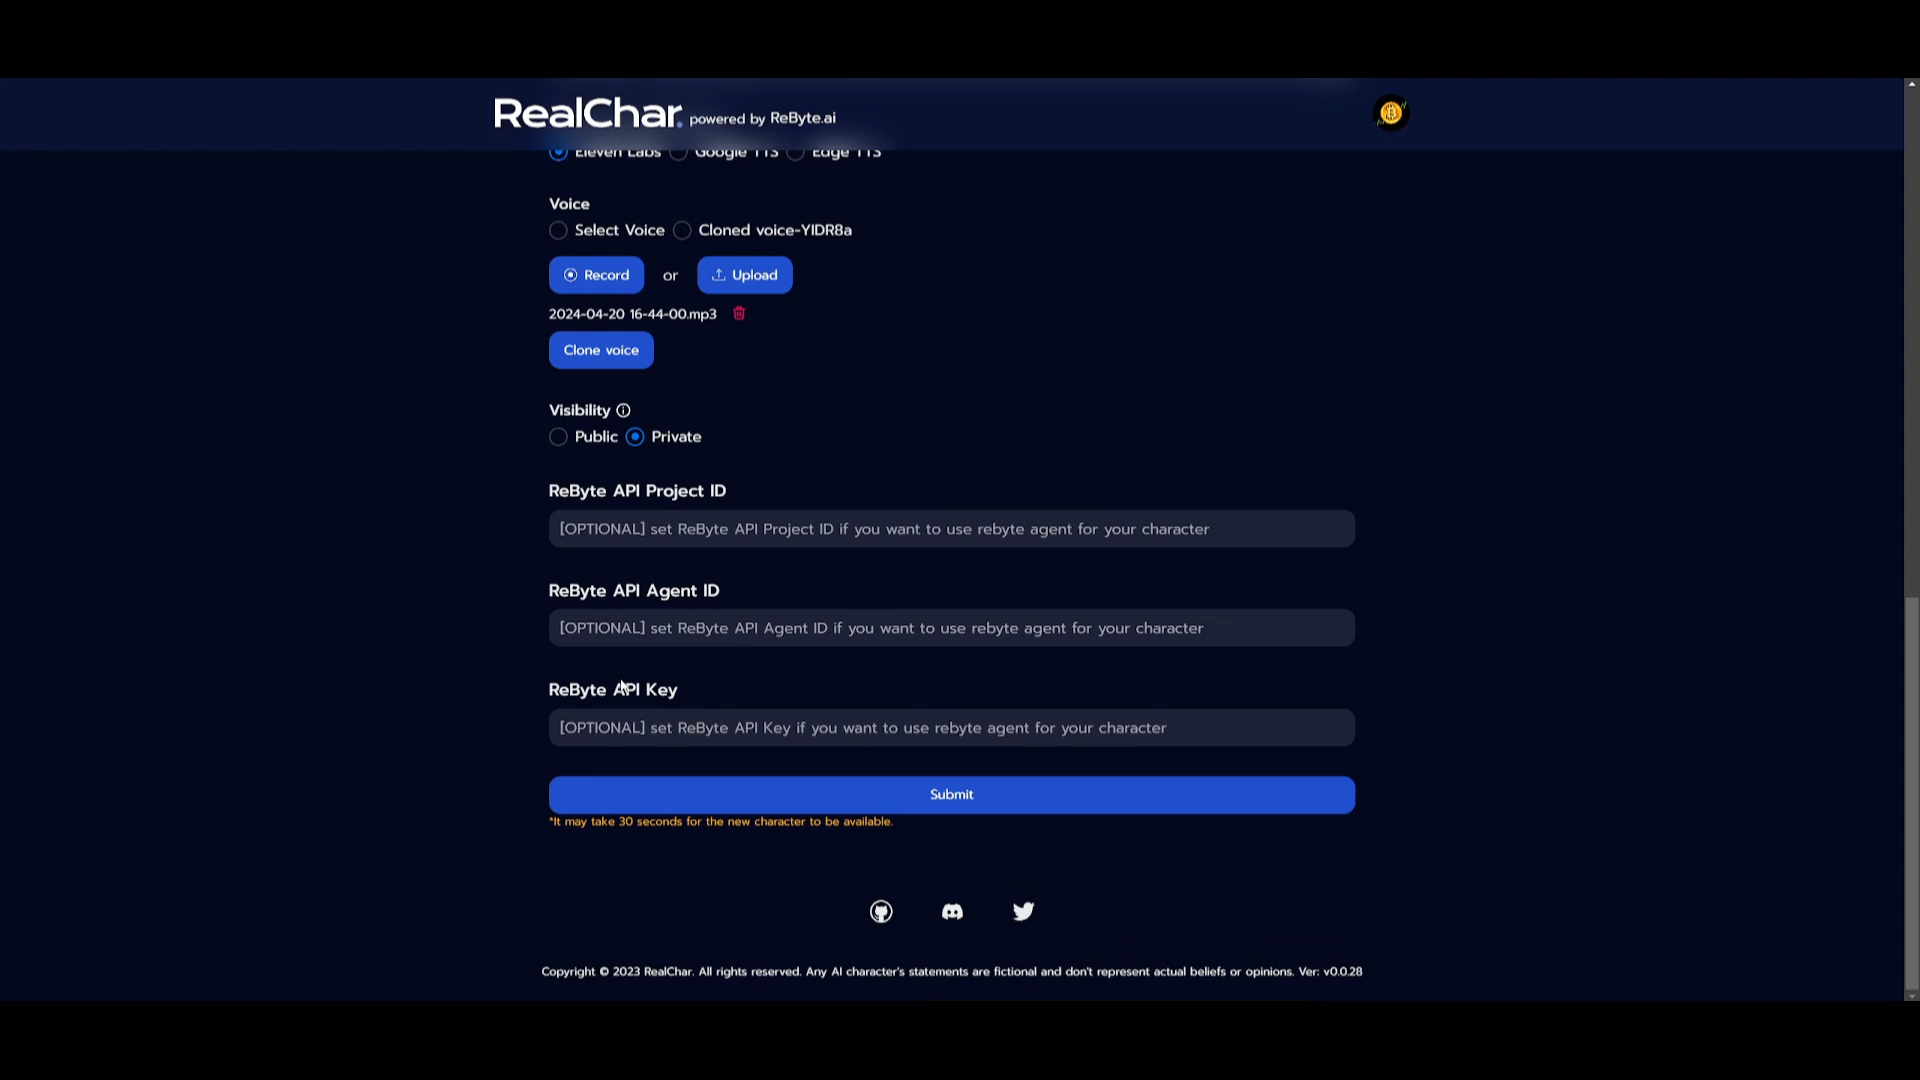 RealChar. powered by ReByte.ai
Eleven Labs Google TTS Edge TTS
Voice
Select Voice Cloned voice-YIDR8a
Record or Upload
2024-04-20 16-44-00.mp3
Clone voice
Visibility
Public Private
ReByte API Project ID
[OPTIONAL] set ReByte API Project ID if you want to use rebyte agent for your character
ReByte API Agent ID
[OPTIONAL] set ReByte API Agent ID if you want to use rebyte agent for your character
ReByte API Key
[OPTIONAL] set ReByte API Key if you want to use rebyte agent for your character
Submit
*It may take 30 seconds for the new character to be available.
Copyright © 2023 RealChar. All rights reserved. Any AI character's statements are fictional and don't represent actual beliefs or opinions. Ver: v0.0.28